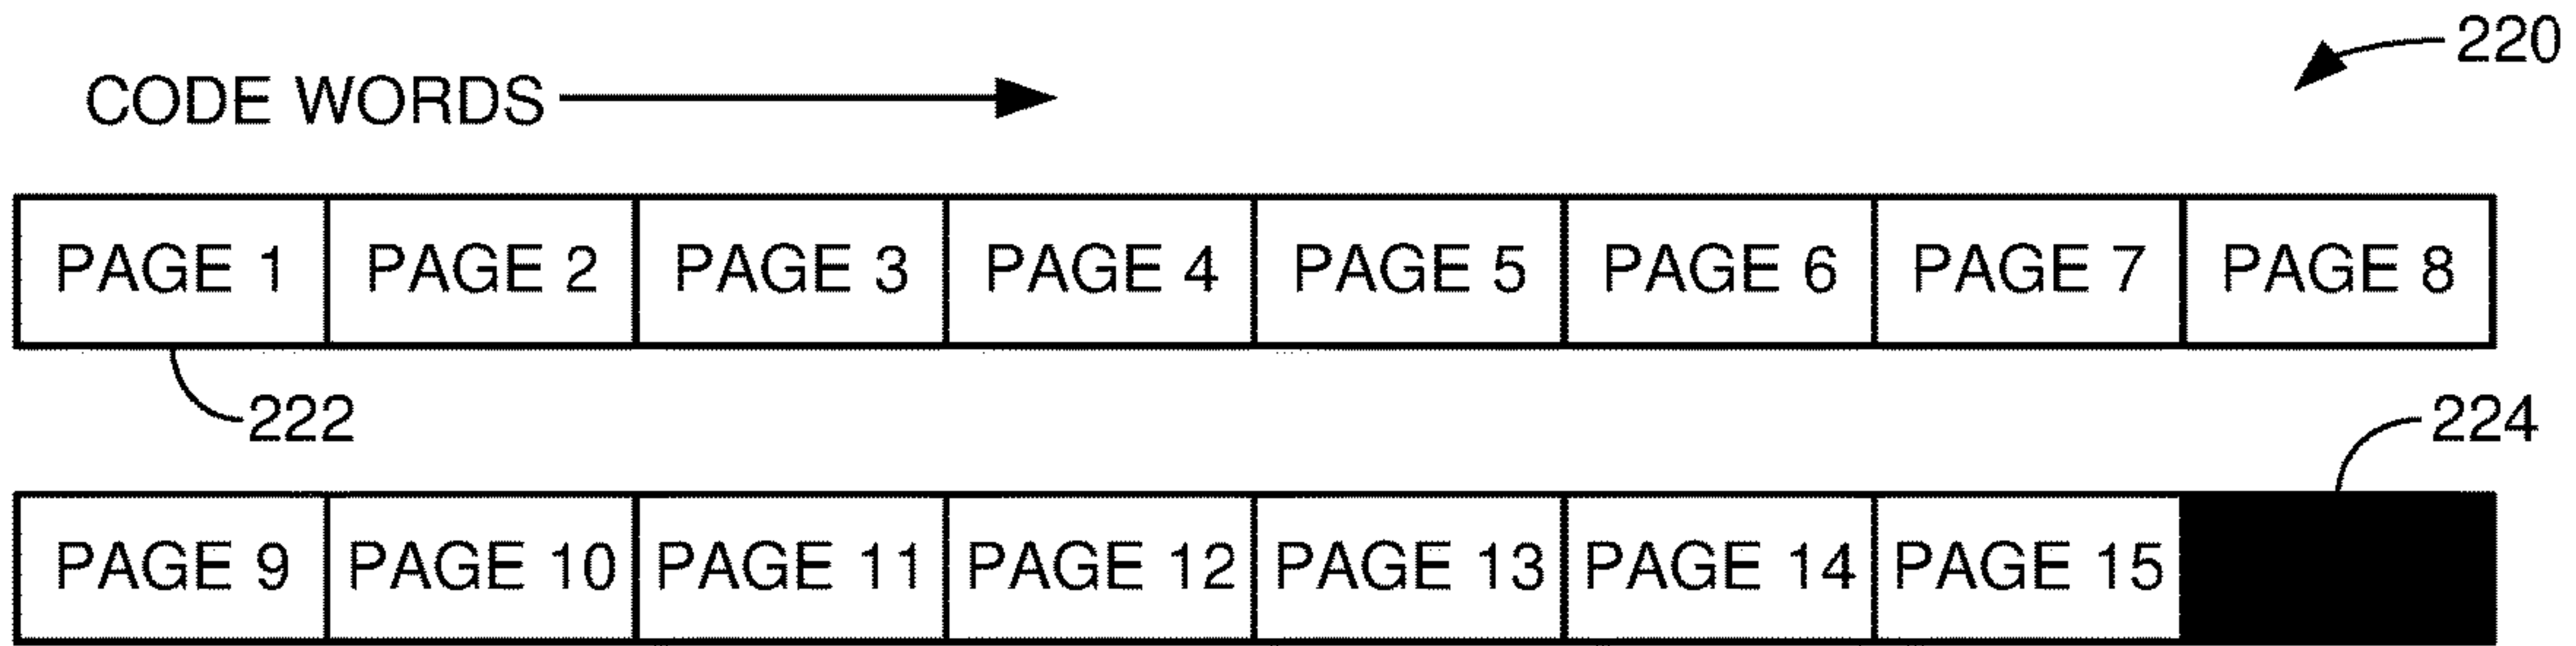 220
CODE WORDS
PAGE 1 PAGE 2 PAGE 3 PAGE 4 PAGE 5 PAGE 6 PAGE 7 PAGE 8
222
224
PAGE 9 PAGE 10 PAGE 11 PAGE 12 PAGE 13 PAGE 14 PAGE 15